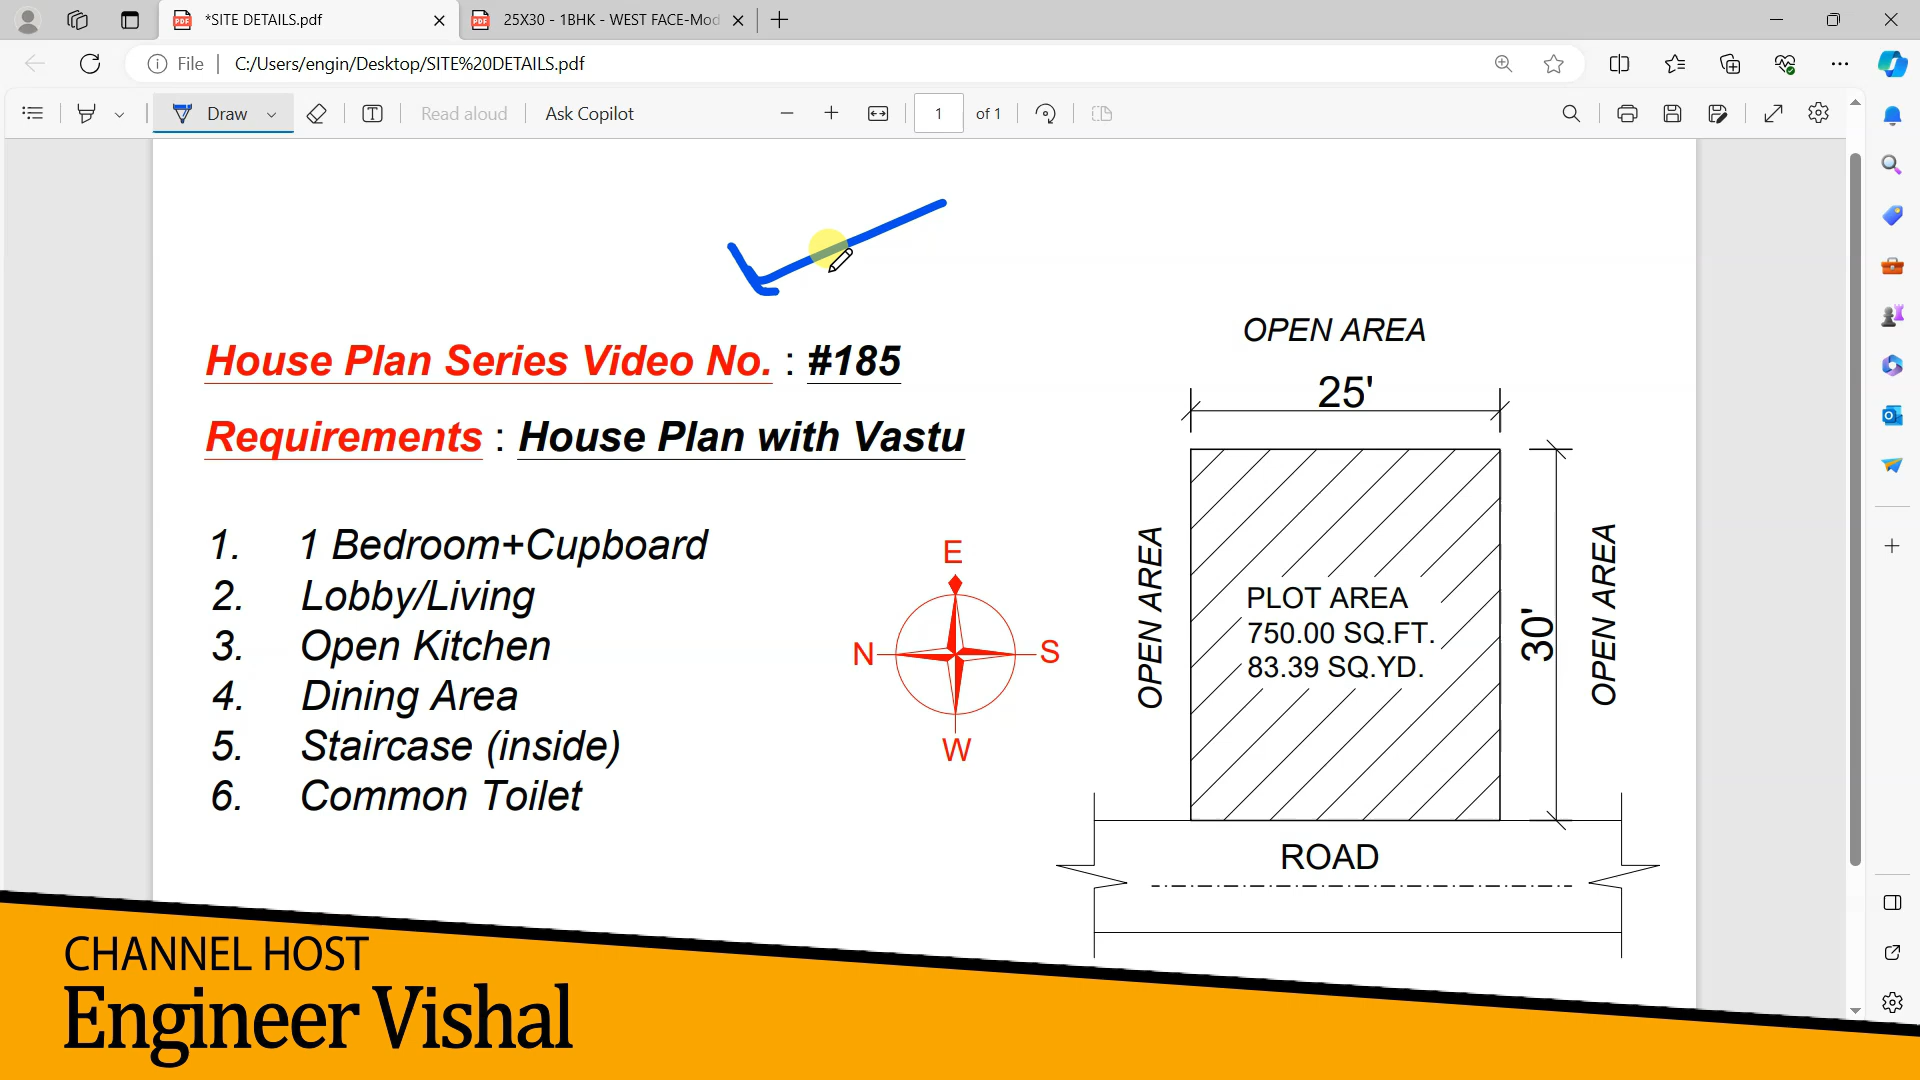 *SITE DETAILS.pdf
25X30 - 1BHK - WEST FACE-Mod
File
C:/Users/engin/Desktop/SITE%20DETAILS.pdf
Draw
Read aloud
Ask Copilot
1
of 1
House Plan Series Video No. : #185
Requirements : House Plan with Vastu
1. 1 Bedroom+Cupboard
2. Lobby/Living
3. Open Kitchen
4. Dining Area
5. Staircase (inside)
6. Common Toilet
E
N
S
W
OPEN AREA
25'
OPEN AREA
PLOT AREA
750.00 SQ.FT.
83.39 SQ.YD.
30'
OPEN AREA
ROAD
CHANNEL HOST
Engineer Vishal